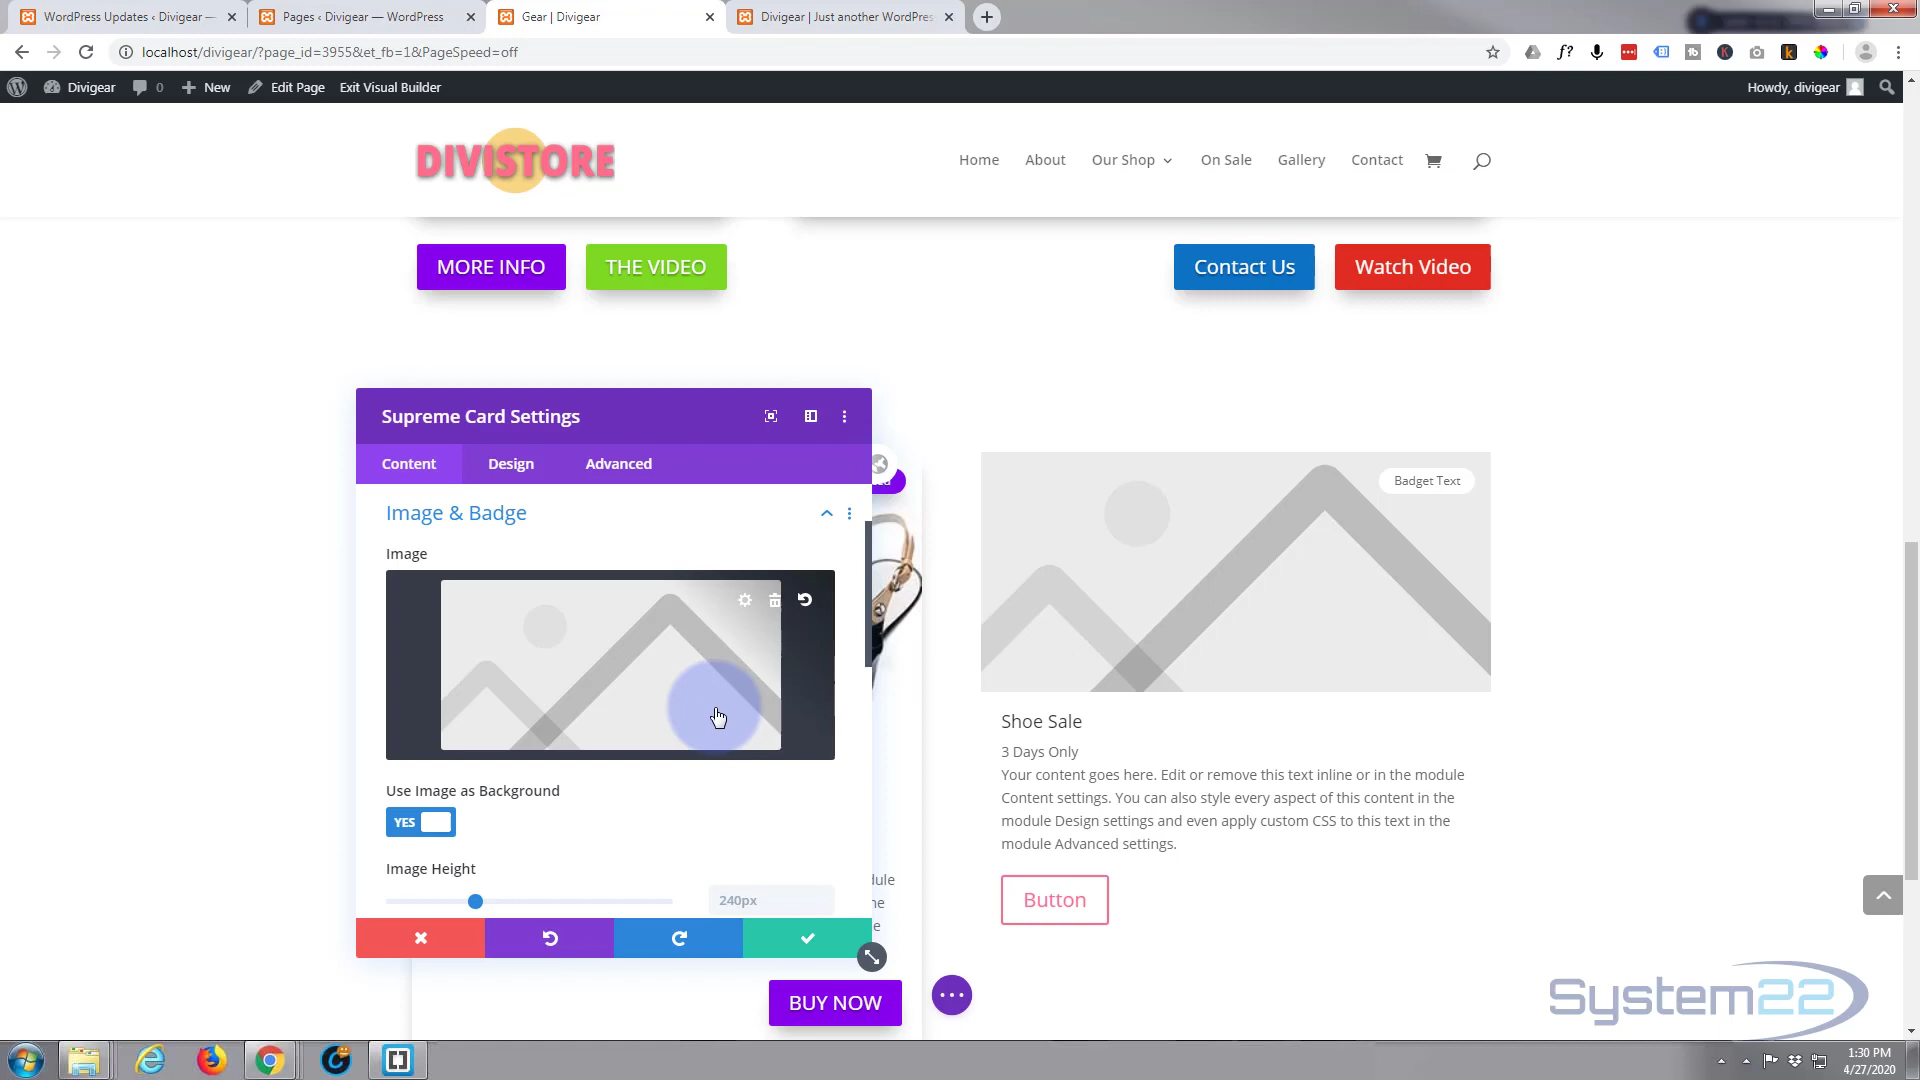 WordPress Updates ‹ Divigear —
Pages ‹ Divigear — WordPress
Gear | Divigear
Divigear | Just another WordPres
localhost/divigear/?page_id=3955&et_fb=1&PageSpeed=off
Divigear
0
New
Edit Page
Exit Visual Builder
Howdy, divigear
DIVISTORE
Home
About
Our Shop
On Sale
Gallery
Contact
MORE INFO
THE VIDEO
Contact Us
Watch Video
Supreme Card Settings
Content
Design
Advanced
Image & Badge
Image
Use Image as Background
YES
Image Height
240px
Badget Text
Shoe Sale
3 Days Only
Your content goes here. Edit or remove this text inline or in the module
Content settings. You can also style every aspect of this content in the
module Design settings and even apply custom CSS to this text in the
module Advanced settings.
Button
BUY NOW
System22
1:30 PM
4/27/2020